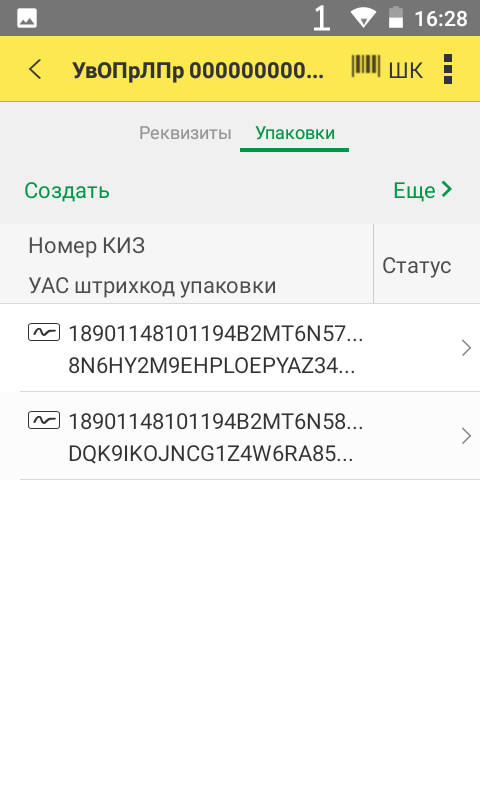 1 16:28
УвОПрЛПр 000000000... ШК
Реквизиты Упаковки
Создать Еще
Номер КИЗ
Статус
УАС штрихкод упаковки
18901148101194B2MT6N57...
8N6HY2M9EHPLOEPYAZ34...
18901148101194B2MT6N58...
DQK9IKOJNCG1Z4W6RA85...